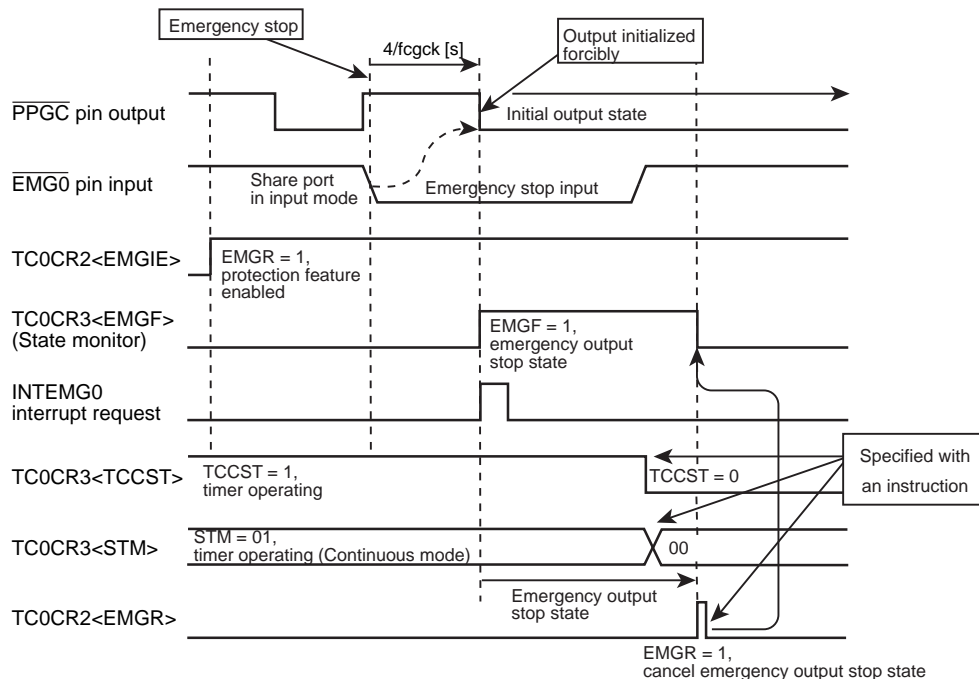 Emergency stop
4/fcgck [s]
Output initialized
forcibly
PPGC pin output
Initial output state
EMG0 pin input
Share port
in input mode
Emergency stop input
TC0CR2<EMGIE>
EMGR = 1,
protection feature
enabled
TC0CR3<EMGF>
(State monitor)
EMGF = 1,
emergency output
stop state
INTEMG0
interrupt request
TC0CR3<TCCST>
TCCST = 1,
timer operating
TCCST = 0
Specified with
an instruction
TC0CR3<STM>
STM = 01,
timer operating (Continuous mode)
00
Emergency output
stop state
TC0CR2<EMGR>
EMGR = 1,
cancel emergency output stop state